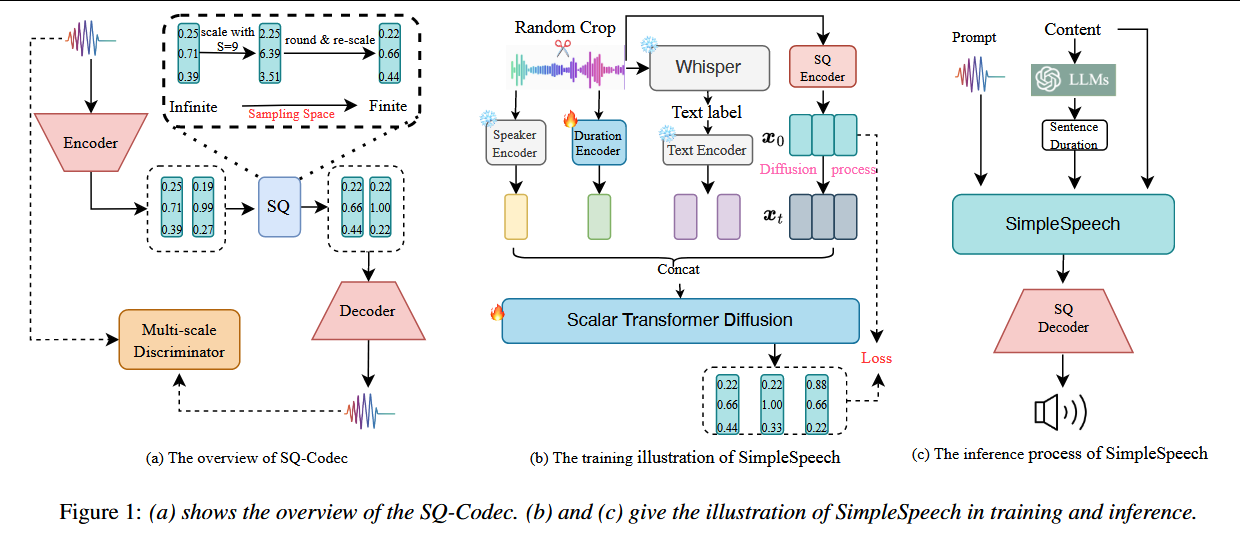 0.25
0.71
0.39
scale with
S=9
2.25
6.39
3.51
round & re-scale
0.22
0.66
0.44
Infinite
Sampling Space
Finite
Encoder
0.25
0.71
0.39
0.19
0.99
0.27
SQ
0.22
0.66
0.44
0.22
1.00
0.22
Decoder
Multi-scale
Discriminator
(a) The overview of SQ-Codec
Random Crop
Whisper
SQ
Encoder
Speaker
Encoder
Duration
Encoder
Text label
Text Encoder
x0
Diffusion process
xt
Concat
Scalar Transformer Diffusion
0.22
0.66
0.44
0.22
1.00
0.33
0.88
0.66
0.22
Loss
(b) The training illustration of SimpleSpeech
Prompt
Content
LLMs
Sentence
Duration
SimpleSpeech
SQ
Decoder
(c) The inference process of SimpleSpeech
Figure 1: (a) shows the overview of the SQ-Codec. (b) and (c) give the illustration of SimpleSpeech in training and inference.